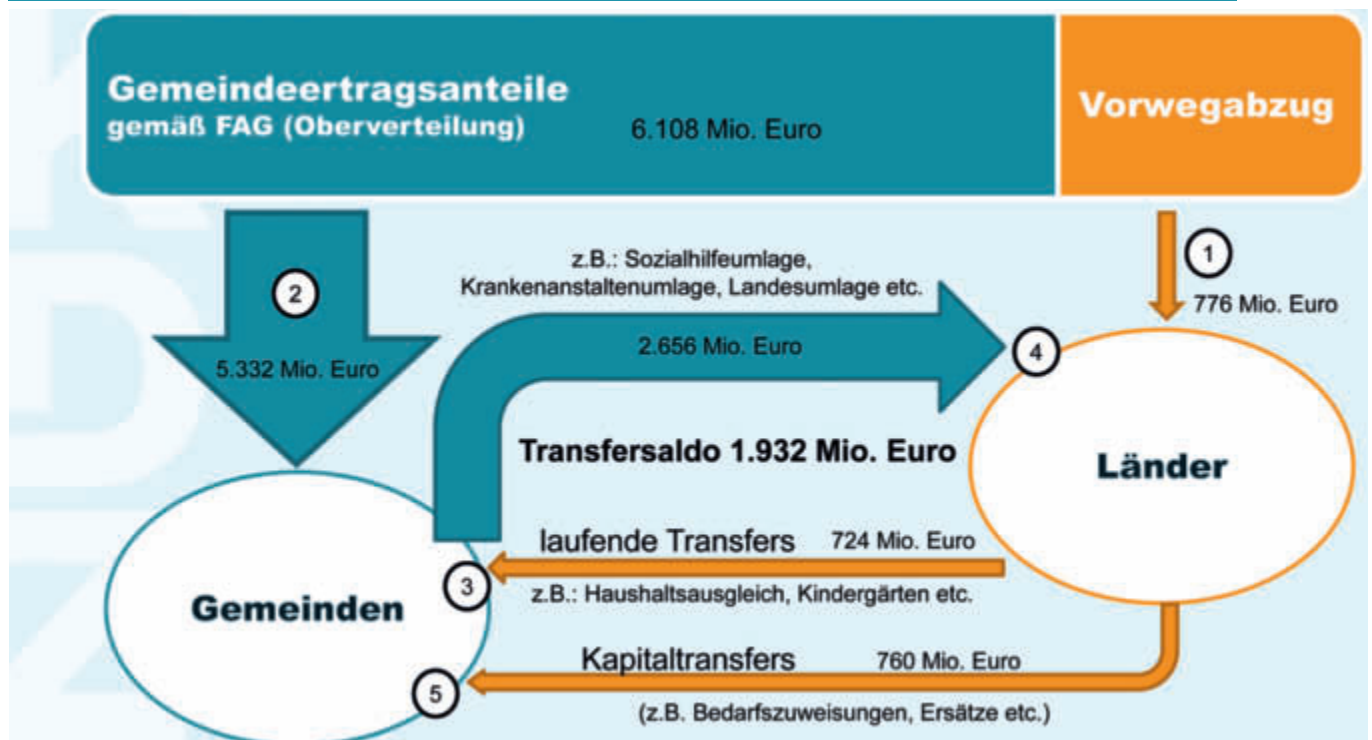 Gemeindeertragsanteile
gemäß FAG (Oberverteilung)
6.108 Mio. Euro
Vorwegabzug
1
776 Mio. Euro
2
5.332 Mio. Euro
z.B.: Sozialhilfeumlage,
Krankenanstaltenumlage, Landesumlage etc.
2.656 Mio. Euro
4
Transfersaldo 1.932 Mio. Euro
Länder
laufende Transfers 724 Mio. Euro
3
z.B.: Haushaltsausgleich, Kindergärten etc.
Gemeinden
Kapitaltransfers 760 Mio. Euro
5
(z.B. Bedarfszuweisungen, Ersätze etc.)